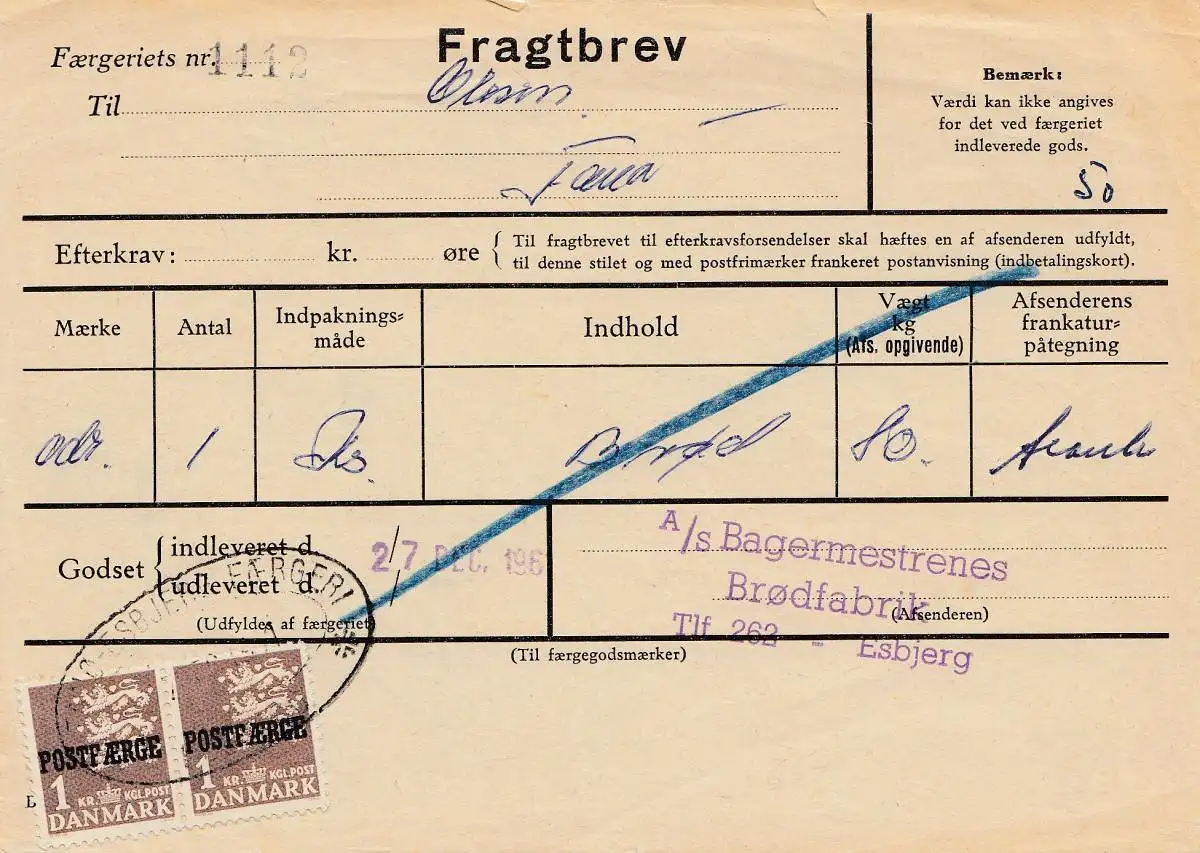 Fragtbrev
Færgeriets nr. 1112
Til Olesen
Fanø
Bemærk:
Værdi kan ikke angives
for det ved færgeriet
indleverede gods.
50
Efterkrav: kr. øre
Til fragtbrevet til efterkravsforsendelser skal hæftes en af afsenderen udfyldt,
til denne stilet og med postfrimærker frankeret postanvisning (indbetalingskort).
Mærke
Antal
Indpaknings=
måde
Indhold
Vægt
kg
(Afs. opgivende)
Afsenderens
frankatur=
påtegning
adr.
1
Brød
Godset
indleveret d.
udleveret d.
27 DEC. 196
(Udfyldes af færgeriet)
A/s Bagermestrenes
Brødfabrik
Tlf 262 - Esbjerg
(Afsenderen)
(Til færgegodsmærker)
ESBJERG FÆRGERI
POSTFÆRGE
1 KR. KGL.POST
DANMARK
POSTFÆRGE
1 KR. KGL.POST
DANMARK